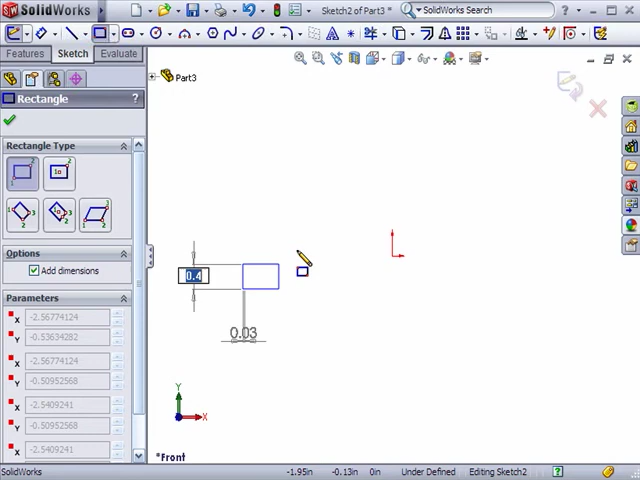 SolidWorks
Sketch2 of Part3 *
SolidWorks Search
Features
Sketch
Evaluate
Part3
Rectangle
?
Rectangle Type
Options
Add dimensions
Parameters
X -2.56774124
Y -0.53634282
X -2.56774124
Y -0.50952568
X -2.5409241
Y -0.50952568
X -2.5409241
0.4
0.03
Y
X
*Front
SolidWorks
-1.95in
-0.13in
0in
Under Defined
Editing Sketch2